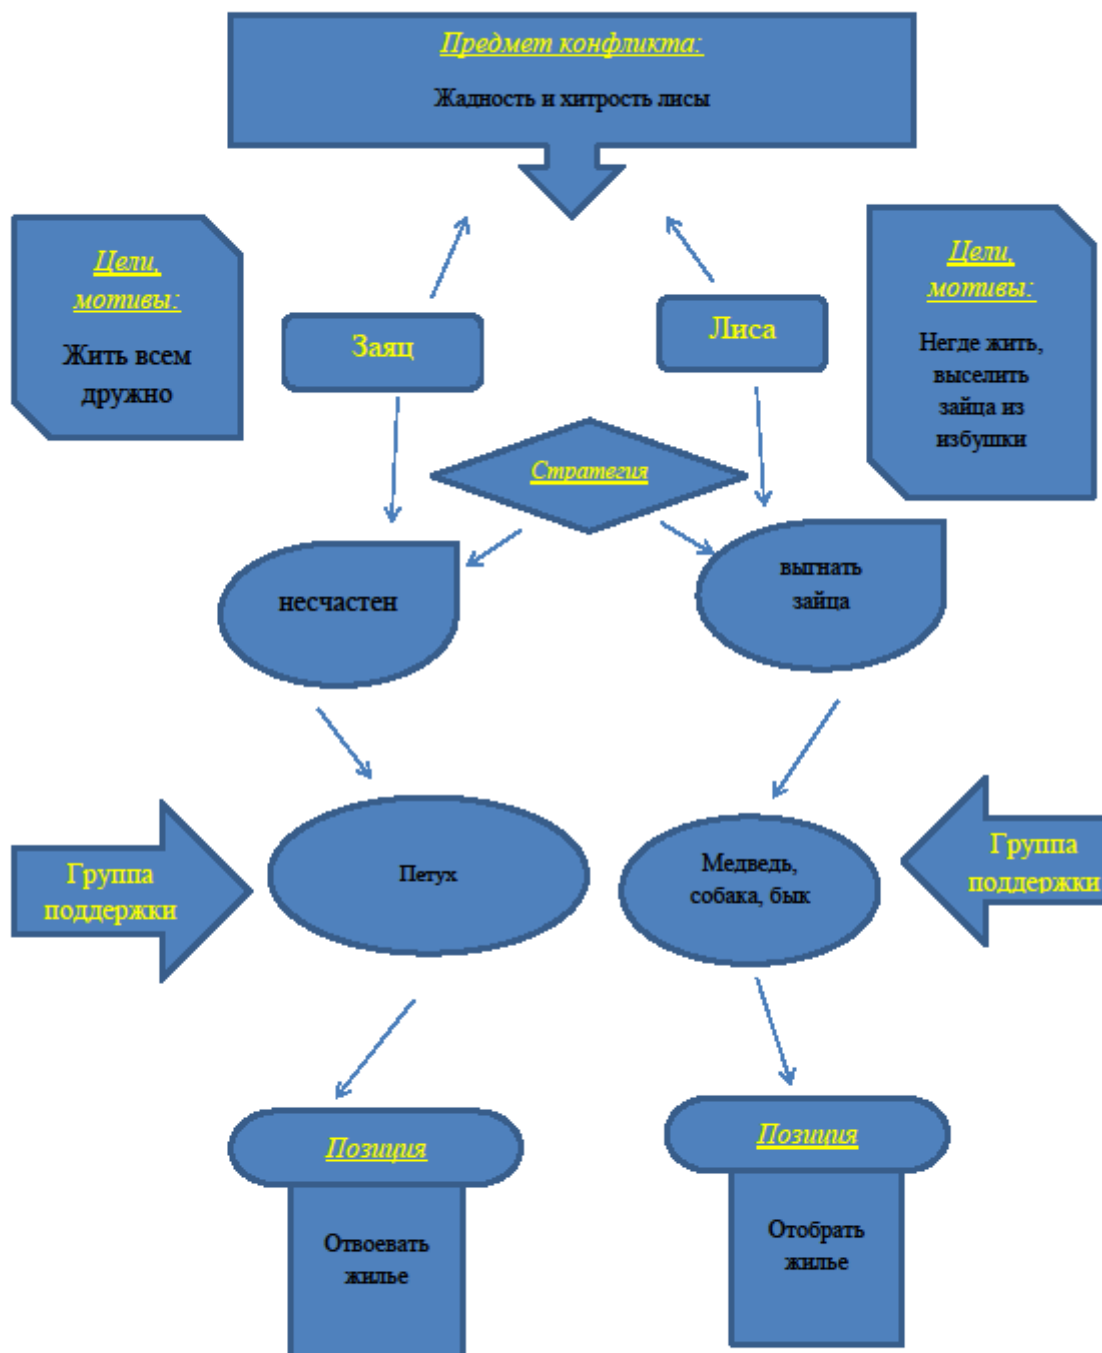 Предмет конфликта:
Жадность и хитрость лисы
Цели,
мотивы:
Жить всем
дружно
Заяц
Лиса
Цели,
мотивы:
Негде жить,
выселить
зайца из
избушки
Стратегия
несчастен
выгнать
зайца
Группа
поддержки
Петух
Медведь,
собака, бык
Группа
поддержки
Позиция
Отвоевать
жилье
Позиция
Отобрать
жилье